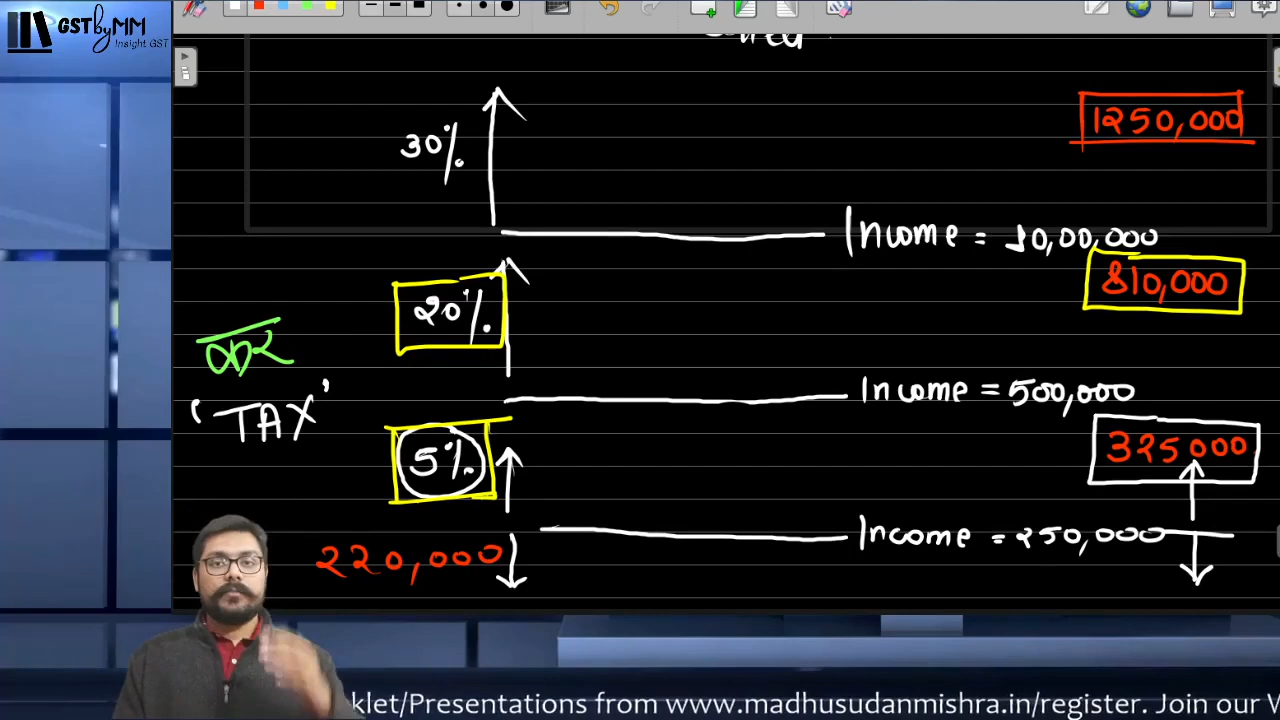 GSTbyMM
Insight GST
30%
1250,000
Income = 10,00,000
810,000
20%
Income = 500,000
'TAX'
5%
325000
Income = 250,000
220,000
klet/Presentations from www.madhusudanmishra.in/register. Join our